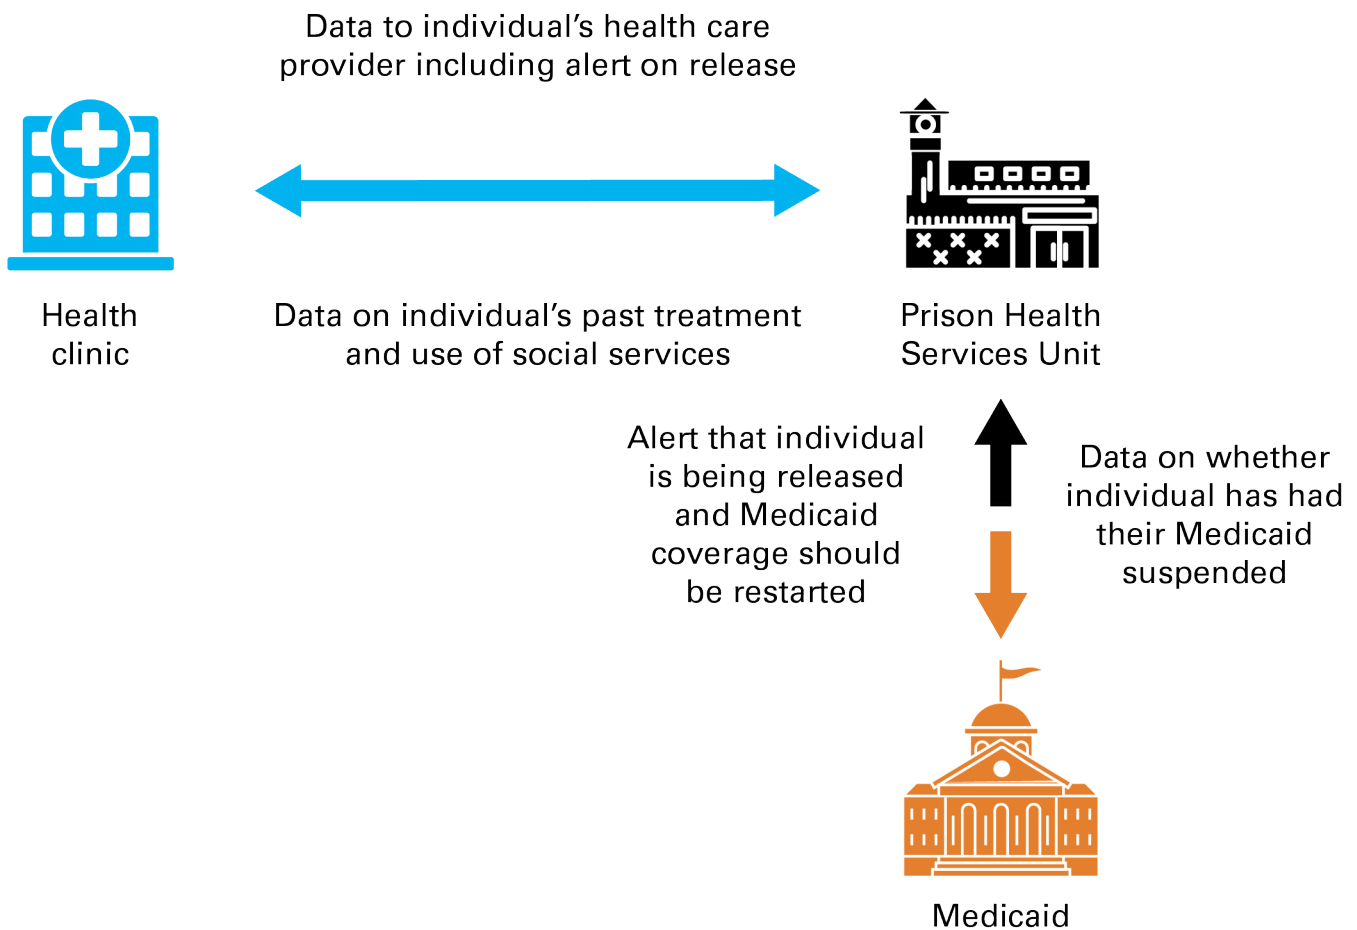 Data to individual’s health care
provider including alert on release
Health
clinic
Data on individual’s past treatment
and use of social services
Prison Health
Services Unit
Alert that individual
is being released
and Medicaid
coverage should
be restarted
Data on whether
individual has had
their Medicaid
suspended
Medicaid